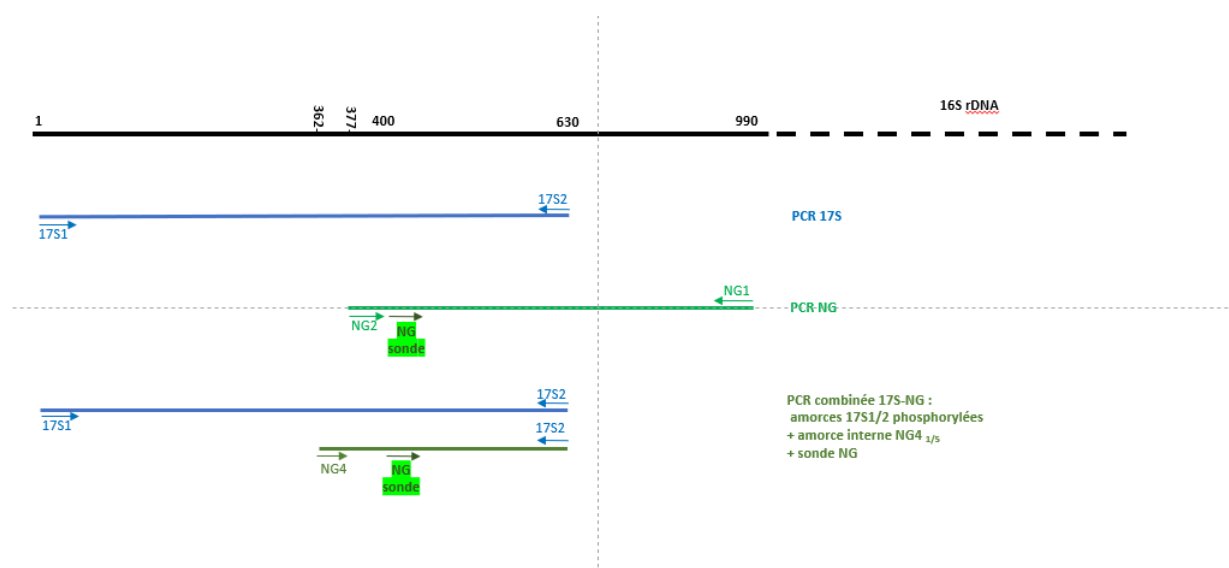 16S rDNA
1
362
377
400
630
990
17S2
PCR 17S
17S1
NG1
PCR NG
NG2
NG
sonde
17S2
PCR combinée 17S-NG :
17S1
amorces 17S1/2 phosphorylées
17S2
+ amorce interne NG4 1/5
+ sonde NG
NG4
NG
sonde